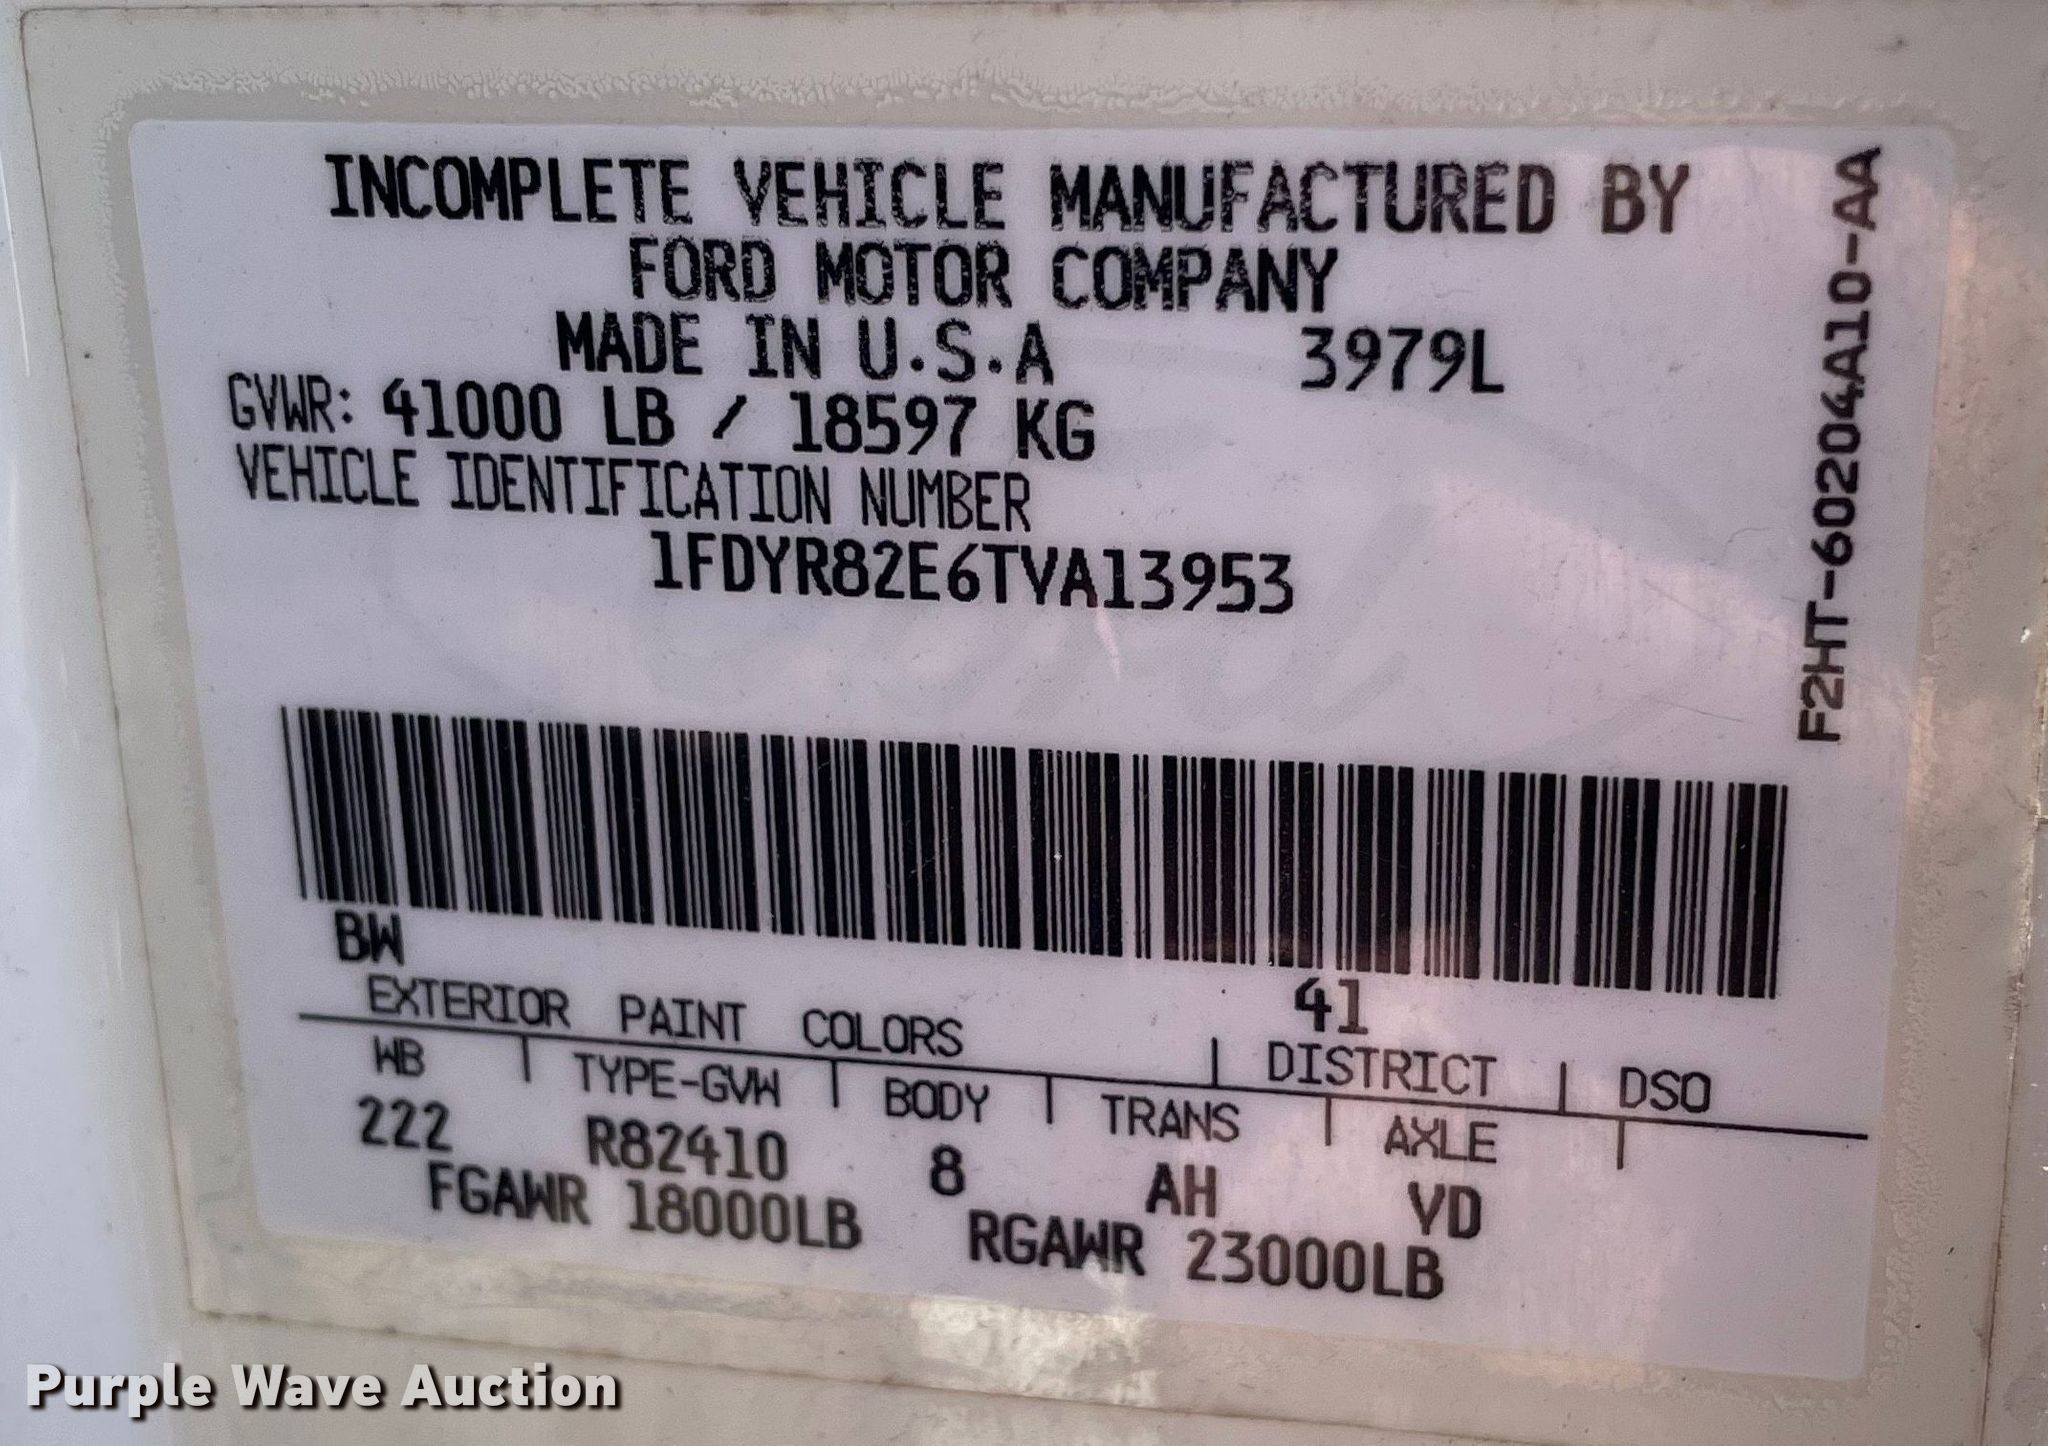 INCOMPLETE VEHICLE MANUFACTURED BY
FORD MOTOR COMPANY
MADE IN U.S.A 3979L
GVWR: 41000 LB / 18597 KG
VEHICLE IDENTIFICATION NUMBER
1FDYR82E6TVA13953
F2HT-60204A10-AA
BW 41
EXTERIOR PAINT COLORS DISTRICT DSO
WB TYPE-GVW BODY TRANS AXLE
222 R82410 8 AH VD
FGAWR 18000LB RGAWR 23000LB
Purple Wave Auction